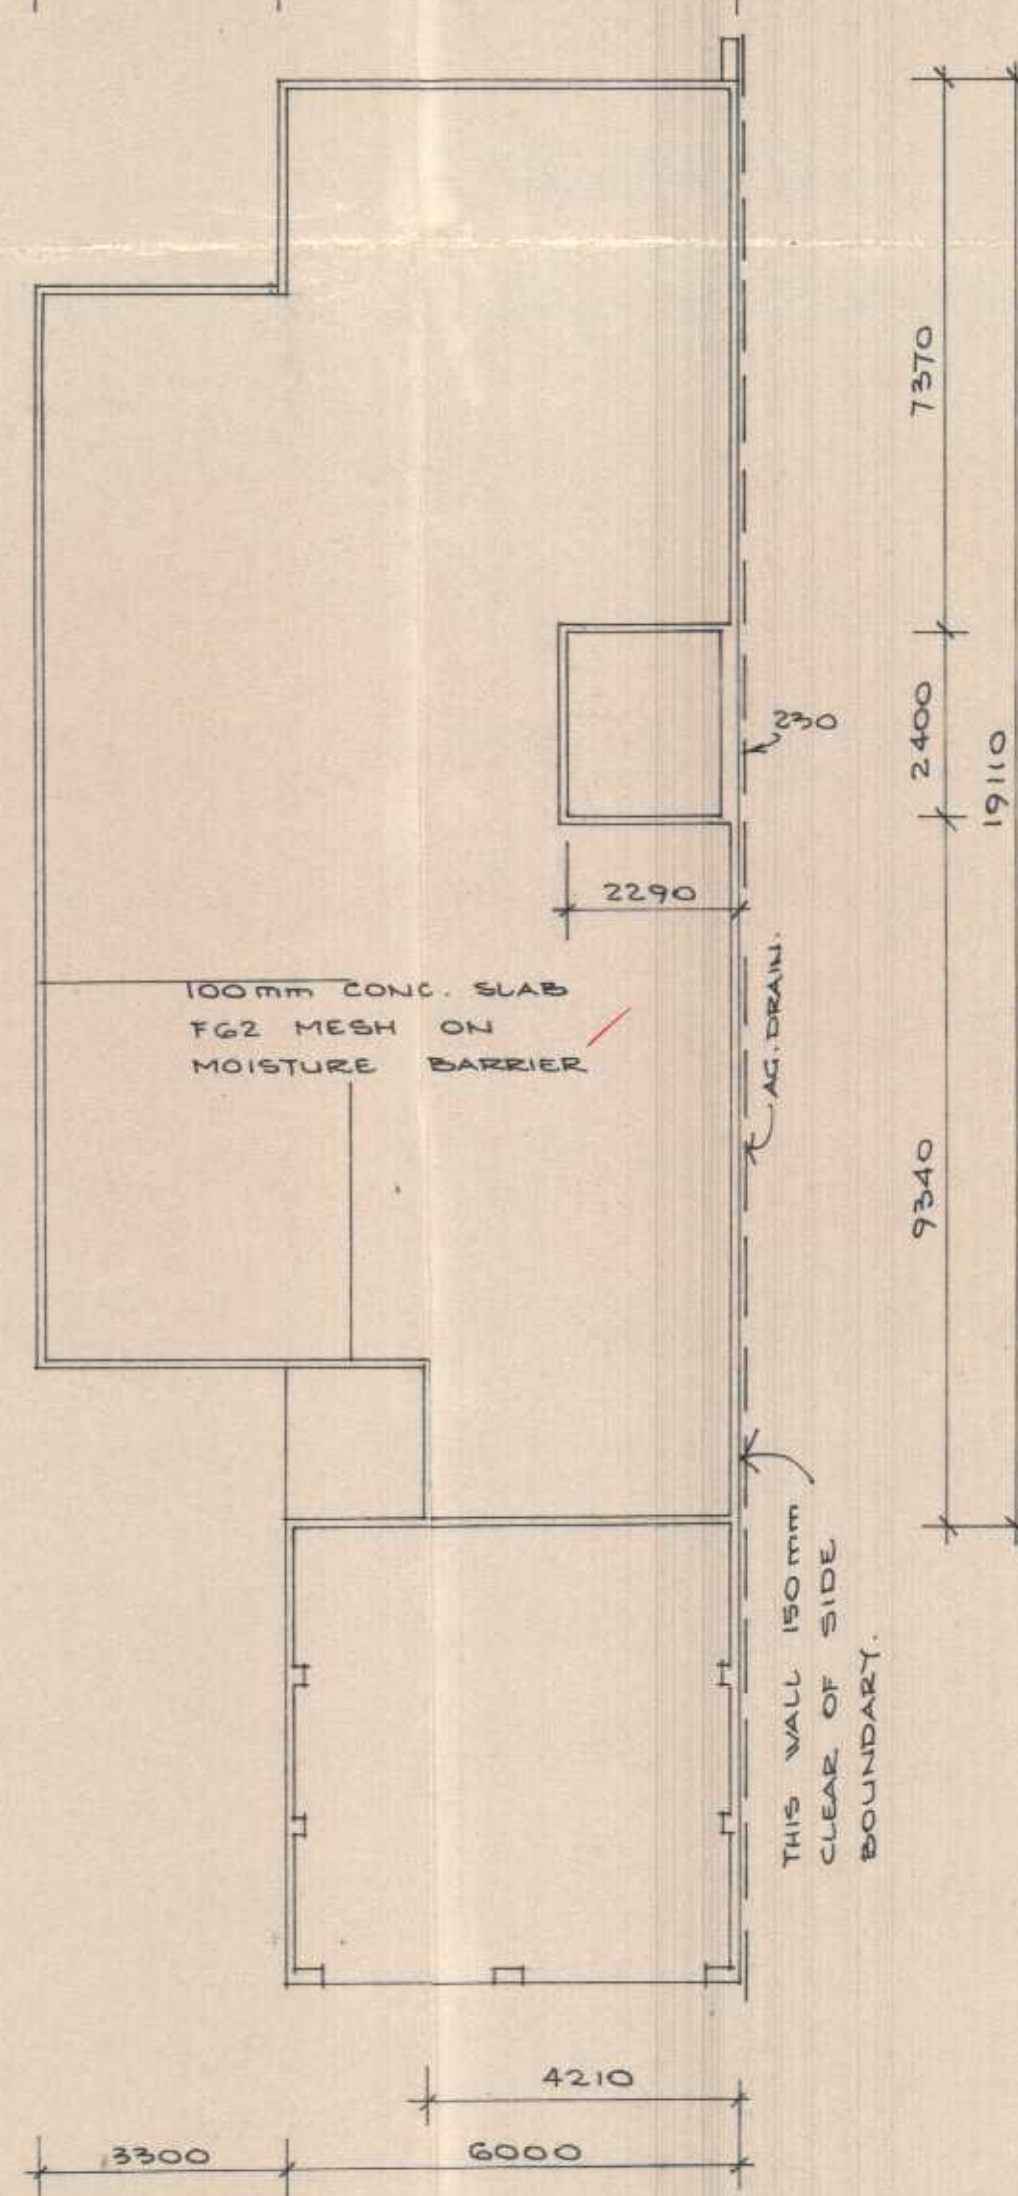 7370
2400
230
19110
2290
100mm CONC. SLAB
F62 MESH ON
MOISTURE BARRIER
AG. DRAIN.
9340
THIS WALL 150mm
CLEAR OF SIDE
BOUNDARY.
4210
3300
6000